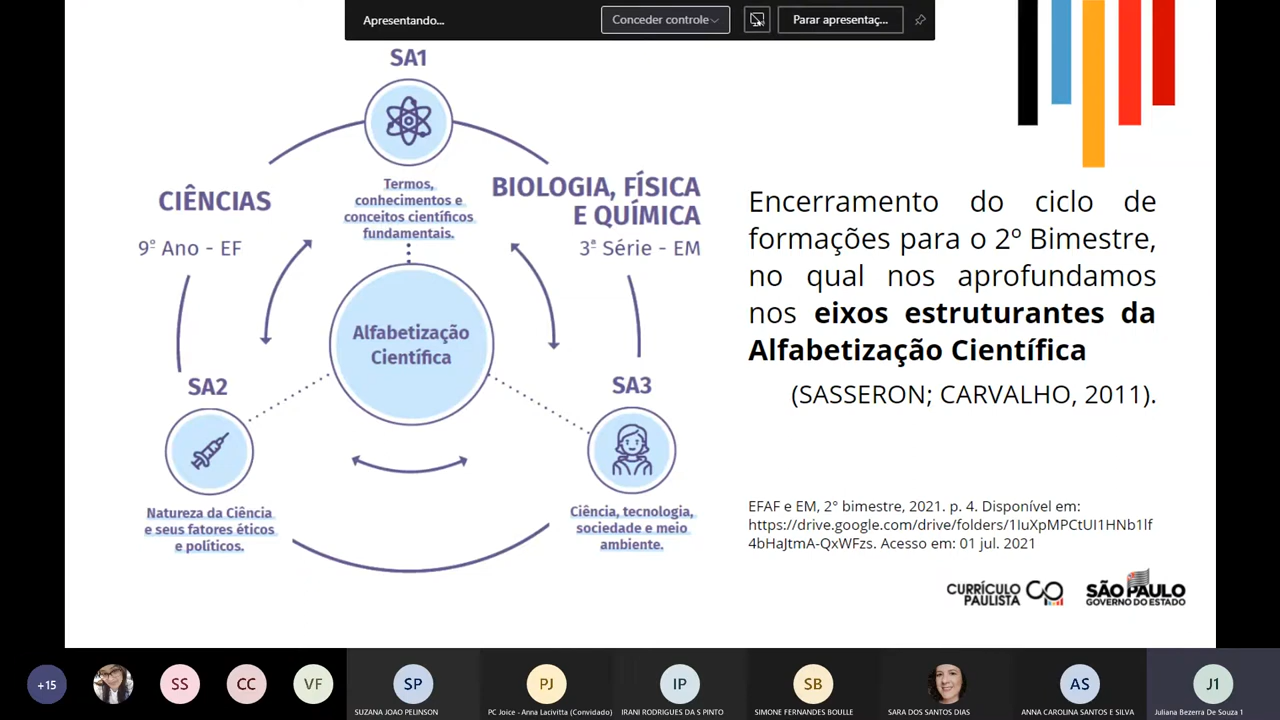 Apresentando...
Conceder controle
Parar apresentaç...
SA1
Termos,
conhecimentos e
conceitos científicos
fundamentais.
CIÊNCIAS
9º Ano - EF
BIOLOGIA, FÍSICA
E QUÍMICA
3ª Série - EM
Alfabetização
Científica
SA2
Natureza da Ciência
e seus fatores éticos
e políticos.
SA3
Ciência, tecnologia,
sociedade e meio
ambiente.
Encerramento do ciclo de
formações para o 2º Bimestre,
no qual nos aprofundamos
nos eixos estruturantes da
Alfabetização Científica
(SASSERON; CARVALHO, 2011).
EFAF e EM, 2° bimestre, 2021. p. 4. Disponível em:
https://drive.google.com/drive/folders/1IuXpMPCtUI1HNb1lf
4bHaJtmA-QxWFzs. Acesso em: 01 jul. 2021
CURRÍCULO
PAULISTA
SÃO PAULO
GOVERNO DO ESTADO
+15
SS
CC
VF
SP
PJ
IP
SB
AS
J1
SUZANA JOAO PELINSON
PC Joice - Anna Lacivitta (Convidado)
IRANI RODRIGUES DA S PINTO
SIMONE FERNANDES BOULLE
SARA DOS SANTOS DIAS
ANNA CAROLINA SANTOS E SILVA
Juliana Bezerra De Souza 1